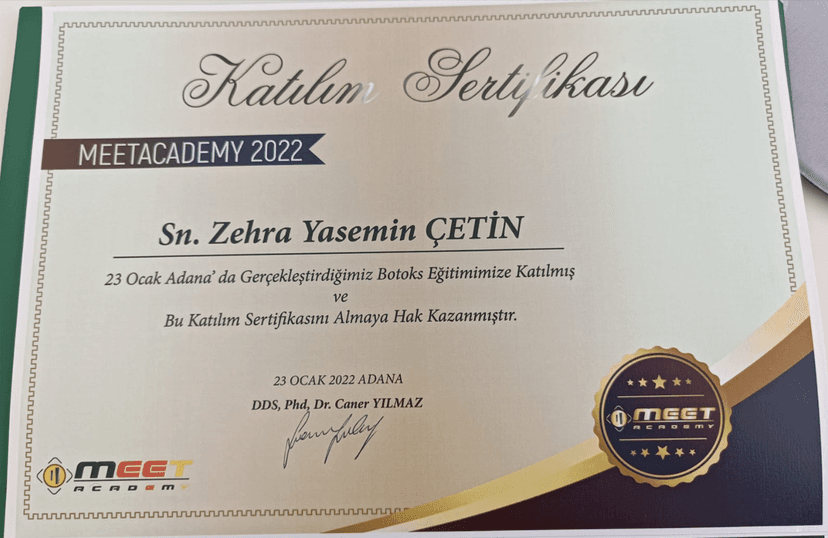 Katılım Sertifikası
MEETACADEMY 2022
Sn. Zehra Yasemin ÇETİN
23 Ocak Adana' da Gerçekleştirdiğimiz Botoks Eğitimimize Katılmış
ve
Bu Katılım Sertifikasını Almaya Hak Kazanmıştır.
23 OCAK 2022 ADANA
DDS, Phd, Dr. Caner YILMAZ
MEET
ACADEMY
MEET
ACADEMY